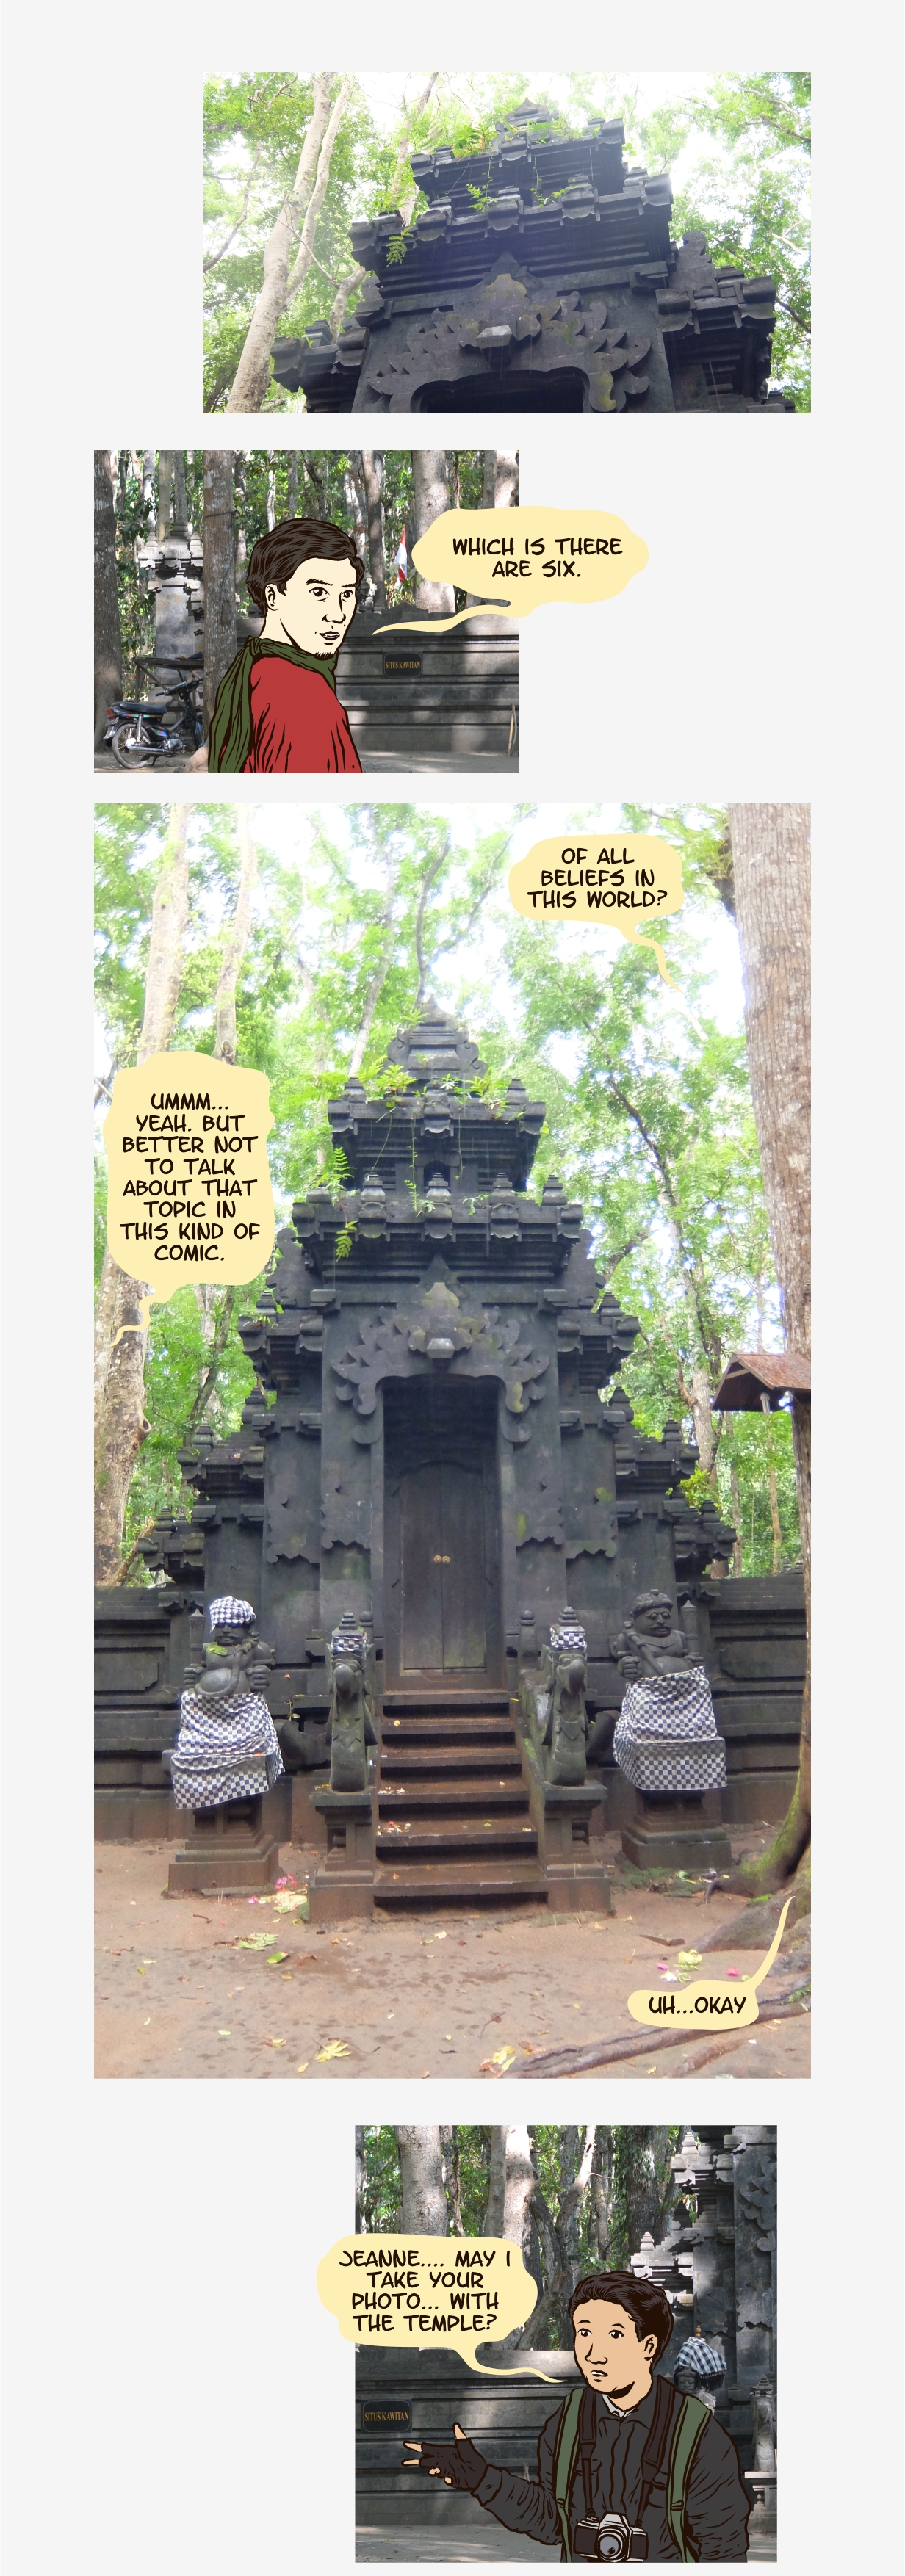 WHICH IS THERE
ARE SIX.
SITUS KAWITAN
OF ALL
BELIEFS IN
THIS WORLD?
UMMM...
YEAH. BUT
BETTER NOT
TO TALK
ABOUT THAT
TOPIC IN
THIS KIND OF
COMIC.
UH...OKAY
JEANNE.... MAY I
TAKE YOUR
PHOTO... WITH
THE TEMPLE?
SITUS KAWITAN